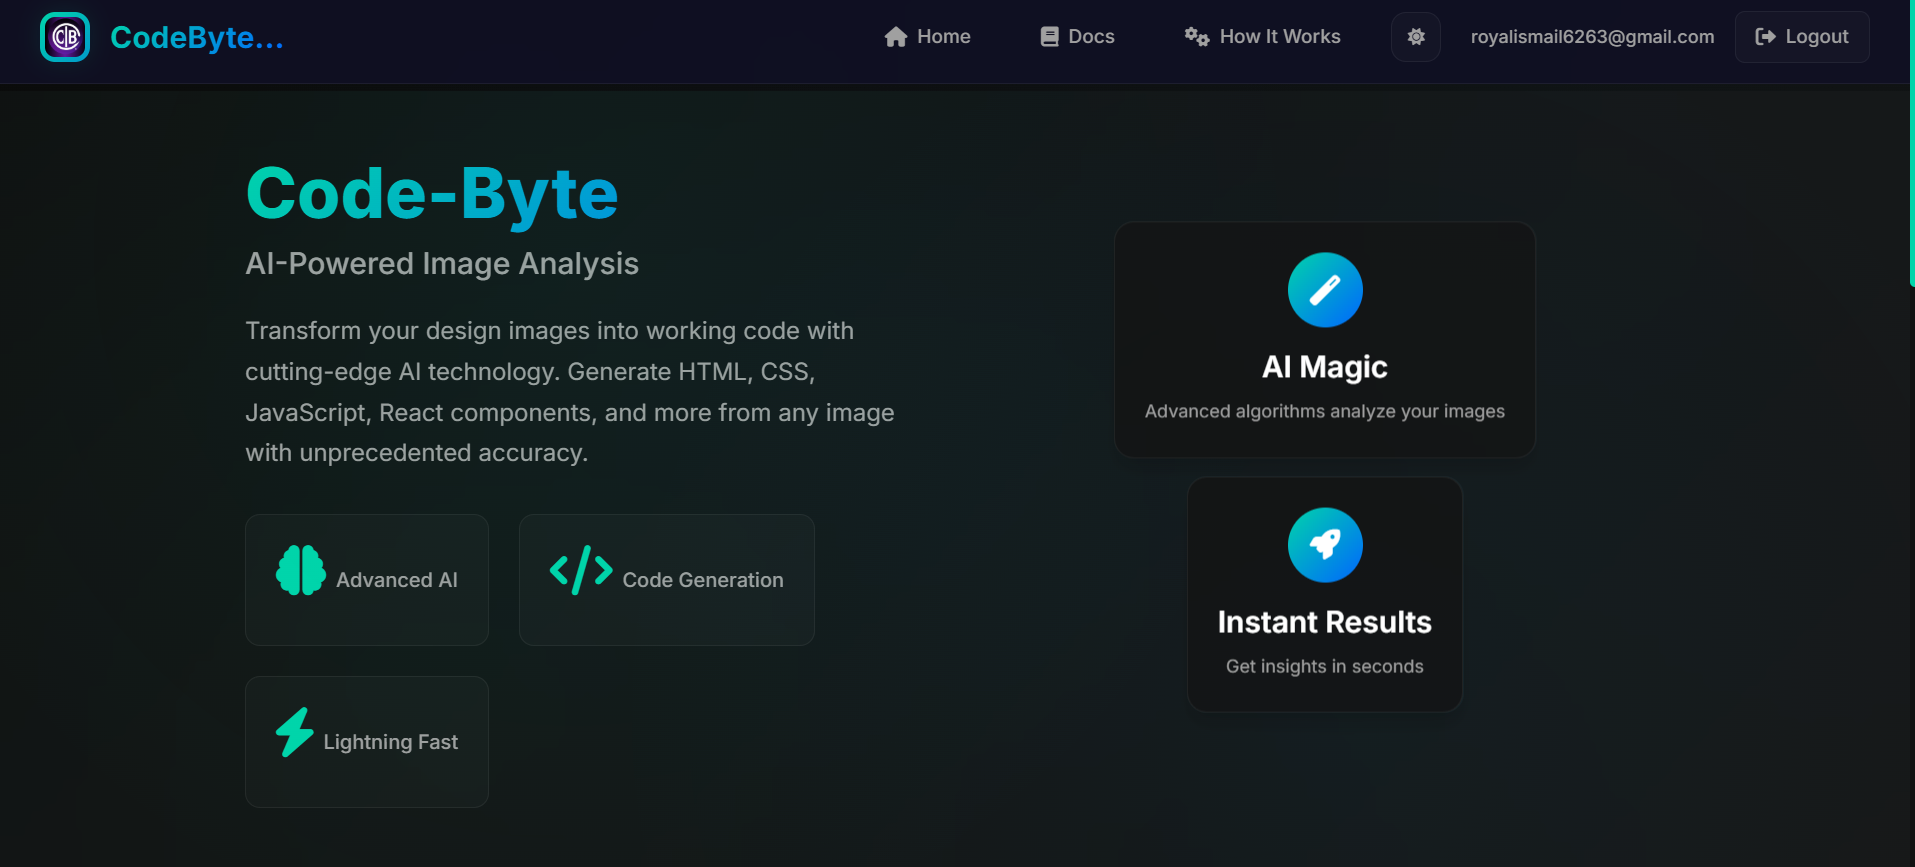 CodeByte...
Home
Docs
How It Works
royalismail6263@gmail.com
Logout
Code-Byte
AI-Powered Image Analysis
Transform your design images into working code with
cutting-edge AI technology. Generate HTML, CSS,
JavaScript, React components, and more from any image
with unprecedented accuracy.
Advanced AI
Code Generation
Lightning Fast
AI Magic
Advanced algorithms analyze your images
Instant Results
Get insights in seconds